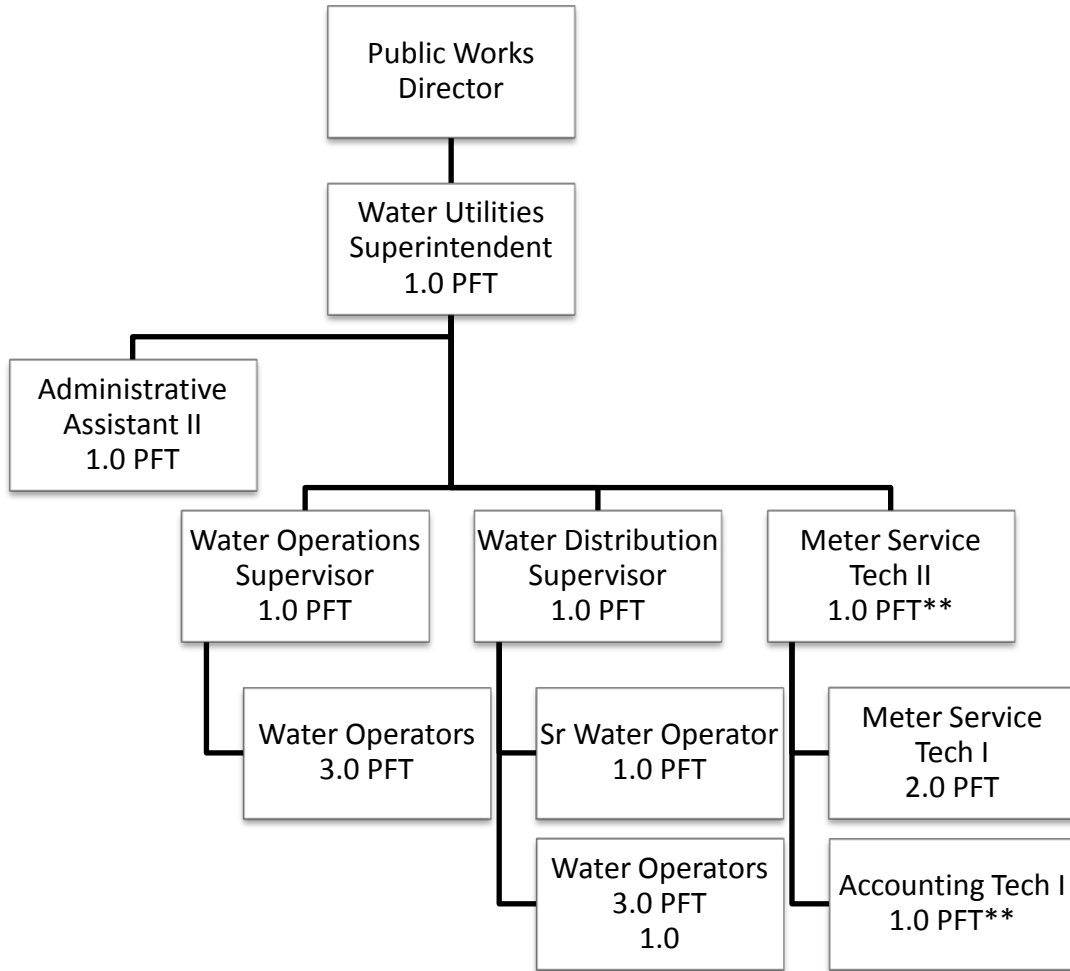 Public Works
Director
Water Utilities
Superintendent
1.0 PFT
Administrative
Assistant II
1.0 PFT
Water Operations
Supervisor
1.0 PFT
Water Distribution
Supervisor
1.0 PFT
Meter Service
Tech II
1.0 PFT**
Water Operators
3.0 PFT
Sr Water Operator
1.0 PFT
Meter Service
Tech I
2.0 PFT
Water Operators
3.0 PFT
1.0
Accounting Tech I
1.0 PFT**